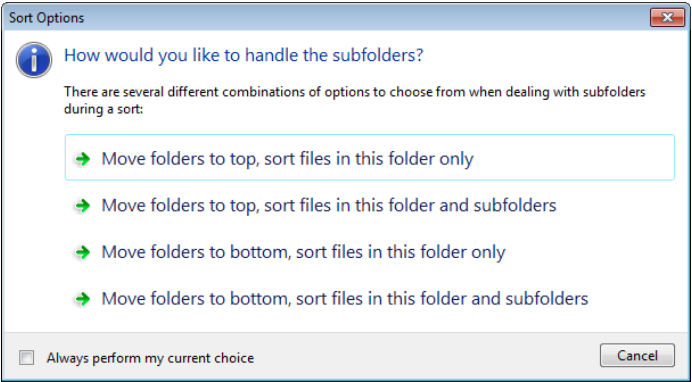 Sort Options
How would you like to handle the subfolders?
There are several different combinations of options to choose from when dealing with subfolders
during a sort:
Move folders to top, sort files in this folder only
Move folders to top, sort files in this folder and subfolders
Move folders to bottom, sort files in this folder only
Move folders to bottom, sort files in this folder and subfolders
Always perform my current choice
Cancel